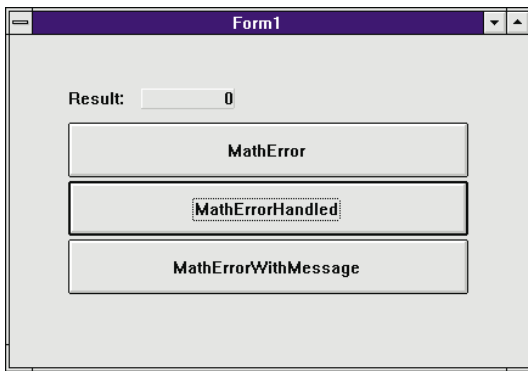 Form1
Result: 0
MathError
MathErrorHandled
MathErrorWithMessage